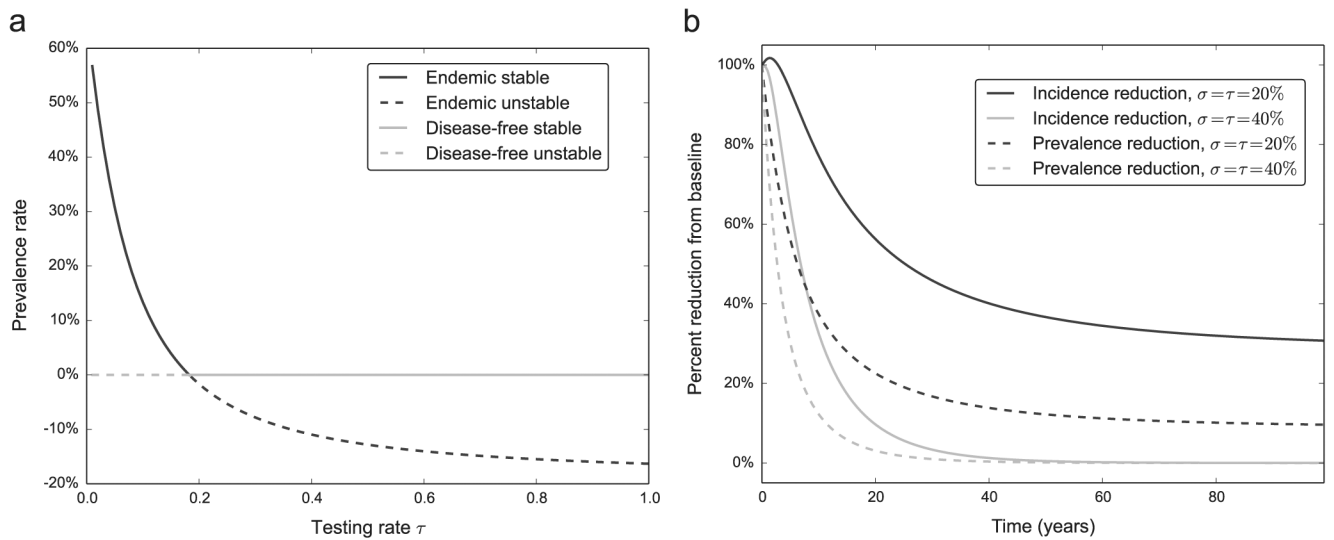 a
60%
50%
40%
30%
20%
10%
0%
-10%
-20%
0.0 0.2 0.4 0.6 0.8 1.0
Prevalence rate
Testing rate τ
Endemic stable
Endemic unstable
Disease-free stable
Disease-free unstable
b
100%
80%
60%
40%
20%
0%
0 20 40 60 80
Percent reduction from baseline
Time (years)
Incidence reduction, σ=τ=20%
Incidence reduction, σ=τ=40%
Prevalence reduction, σ=τ=20%
Prevalence reduction, σ=τ=40%